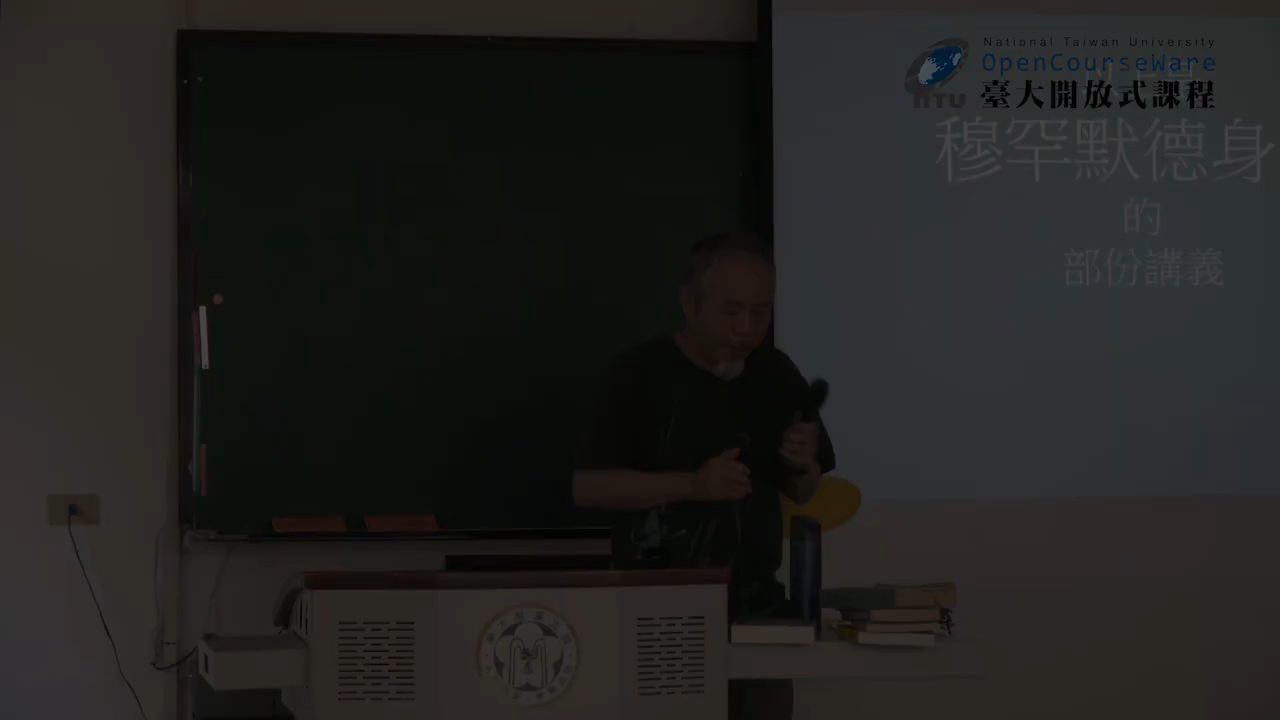 National Taiwan University
OpenCourseWare
NTU
臺大開放式課程
穆罕默德身
的
部份講義